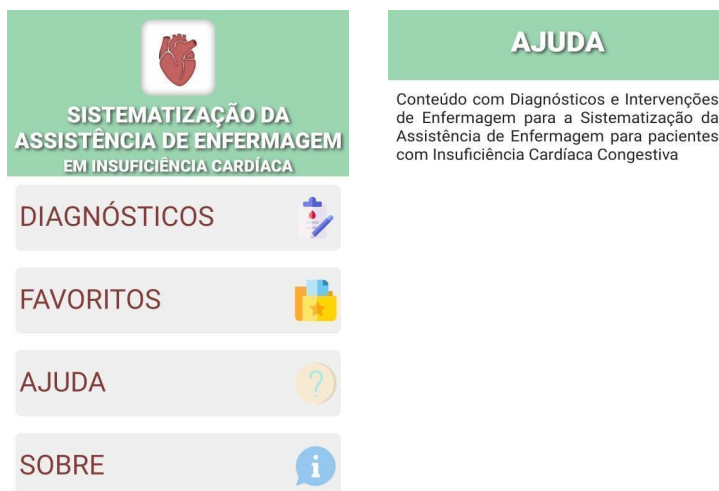 SISTEMATIZAÇÃO DA
ASSISTÊNCIA DE ENFERMAGEM
EM INSUFICIÊNCIA CARDÍACA
DIAGNÓSTICOS
FAVORITOS
AJUDA
SOBRE
AJUDA
Conteúdo com Diagnósticos e Intervenções
de Enfermagem para a Sistematização da
Assistência de Enfermagem para pacientes
com Insuficiência Cardíaca Congestiva